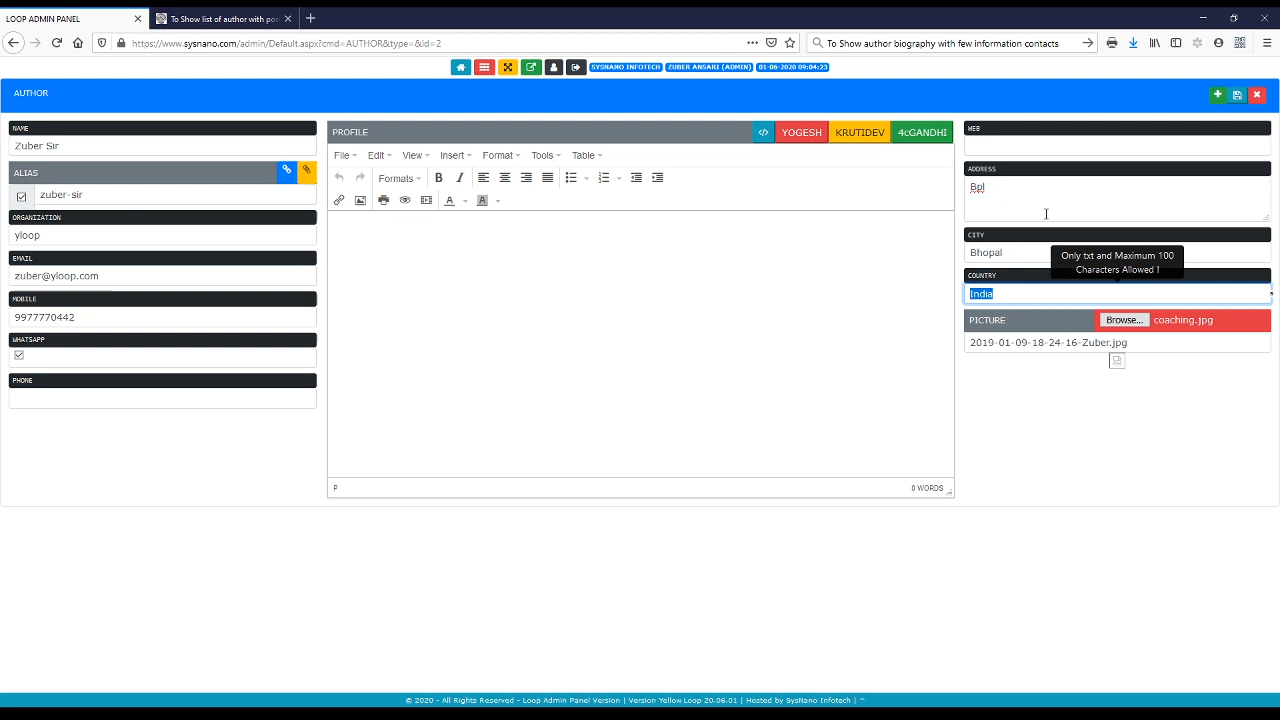 LOOP ADMIN PANEL
To Show list of author with pos
https://www.sysnano.com/admin/Default.aspx?cmd=AUTHOR&type=&id=2
To Show author biography with few information contacts
SYSNANO INFOTECH
ZUBER ANSARI (ADMIN)
01-06-2020 09:04:23
AUTHOR
NAME
Zuber Sir
ALIAS
zuber-sir
ORGANIZATION
yloop
EMAIL
zuber@yloop.com
MOBILE
9977770442
WHATSAPP
PHONE
PROFILE
YOGESH
KRUTIDEV
4cGANDHI
File Edit View Insert Format Tools Table
Formats B I
A A
P
0 WORDS
WEB
ADDRESS
Bpl
CITY
Bhopal
Only txt and Maximum 100
Characters Allowed !
COUNTRY
India
PICTURE
Browse... coaching.jpg
2019-01-09-18-24-16-Zuber.jpg
© 2020 - All Rights Reserved - Loop Admin Panel Version | Version Yellow Loop 20.06.01 | Hosted by SysNano Infotech | ^